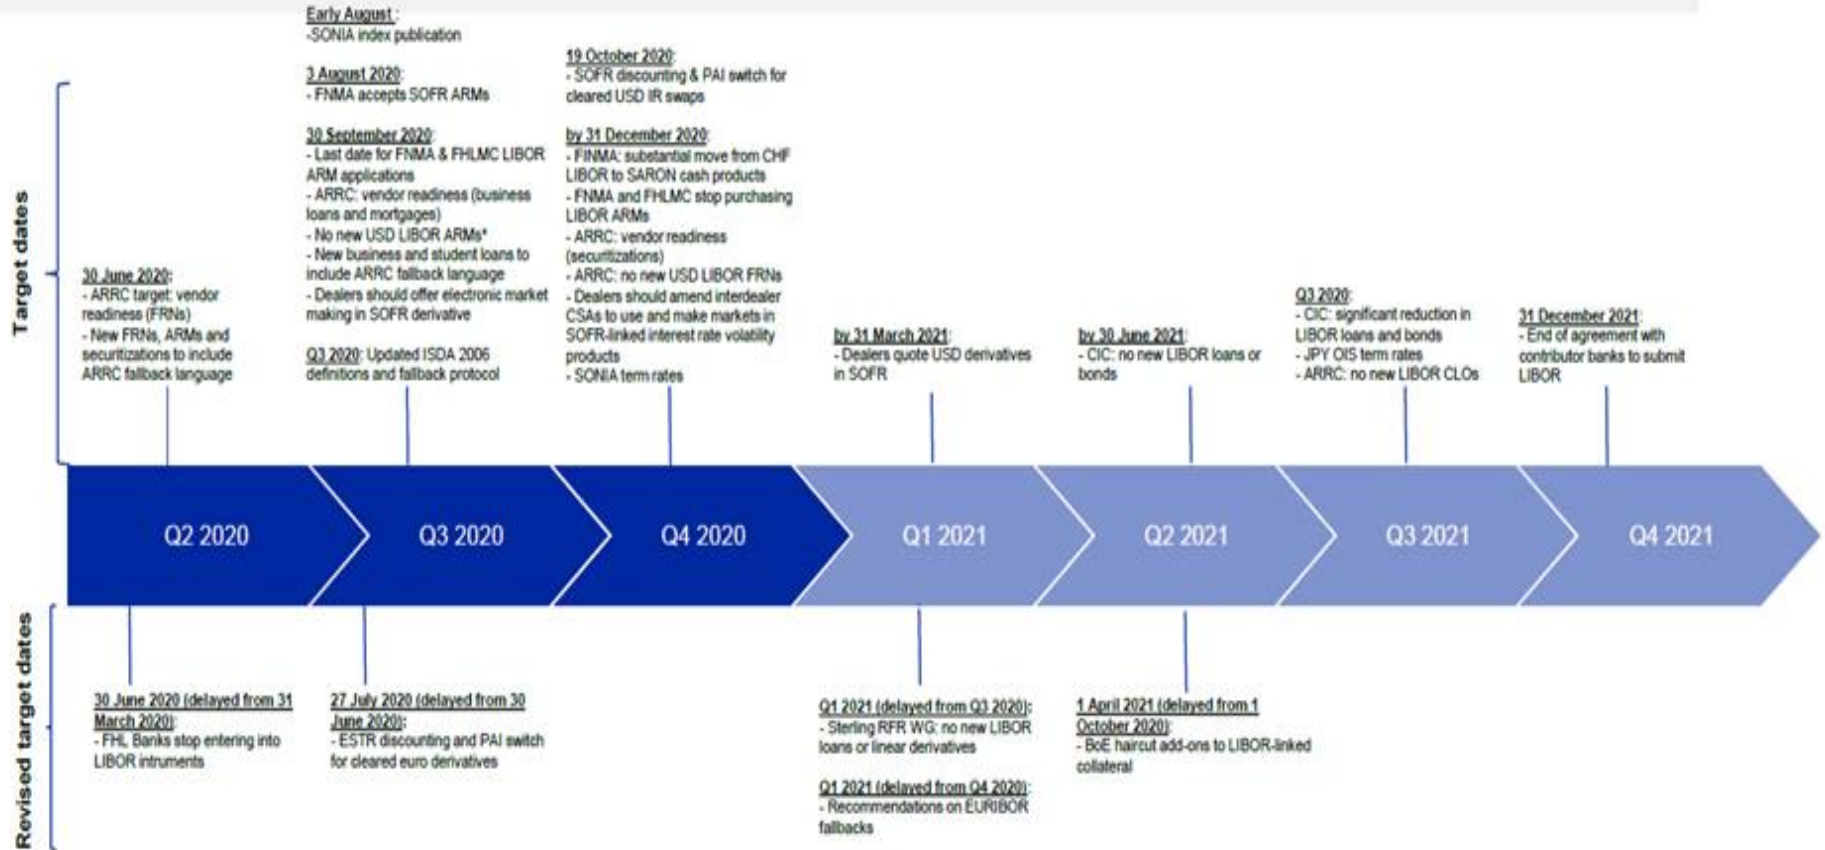 Target dates
30 June 2020:
- ARRC target: vendor
readiness (FRNs)
- New FRNs, ARMs and
securitizations to include
ARRC fallback language
Early August :
-SONIA index publication
3 August 2020:
- FNMA accepts SOFR ARMs
30 September 2020:
- Last date for FNMA & FHLMC LIBOR
ARM applications
- ARRC: vendor readiness (business
loans and mortgages)
- No new USD LIBOR ARMs*
- New business and student loans to
include ARRC fallback language
- Dealers should offer electronic market
making in SOFR derivative
Q3 2020: Updated ISDA 2006
definitions and fallback protocol
19 October 2020:
- SOFR discounting & PAI switch for
cleared USD IR swaps
by 31 December 2020:
- FINMA: substantial move from CHF
LIBOR to SARON cash products
- FNMA and FHLMC stop purchasing
LIBOR ARMs
- ARRC: vendor readiness
(securitizations)
- ARRC: no new USD LIBOR FRNs
- Dealers should amend interdealer
CSAs to use and make markets in
SOFR-linked interest rate volatility
products
- SONIA term rates
by 31 March 2021:
- Dealers quote USD derivatives
in SOFR
by 30 June 2021:
- CIC: no new LIBOR loans or
bonds
Q3 2020:
- CIC: significant reduction in
LIBOR loans and bonds
- JPY OIS term rates
- ARRC: no new LIBOR CLOs
31 December 2021:
- End of agreement with
contributor banks to submit
LIBOR
Q2 2020
Q3 2020
Q4 2020
Q1 2021
Q2 2021
Q3 2021
Q4 2021
Revised target dates
30 June 2020 (delayed from 31
March 2020):
- FHL Banks stop entering into
LIBOR intruments
27 July 2020 (delayed from 30
June 2020):
- ESTR discounting and PAI switch
for cleared euro derivatives
Q1 2021 (delayed from Q3 2020):
- Sterling RFR WG: no new LIBOR
loans or linear derivatives
Q1 2021 (delayed from Q4 2020):
- Recommendations on EURIBOR
fallbacks
1 April 2021 (delayed from 1
October 2020):
- BoE haircut add-ons to LIBOR-linked
collateral